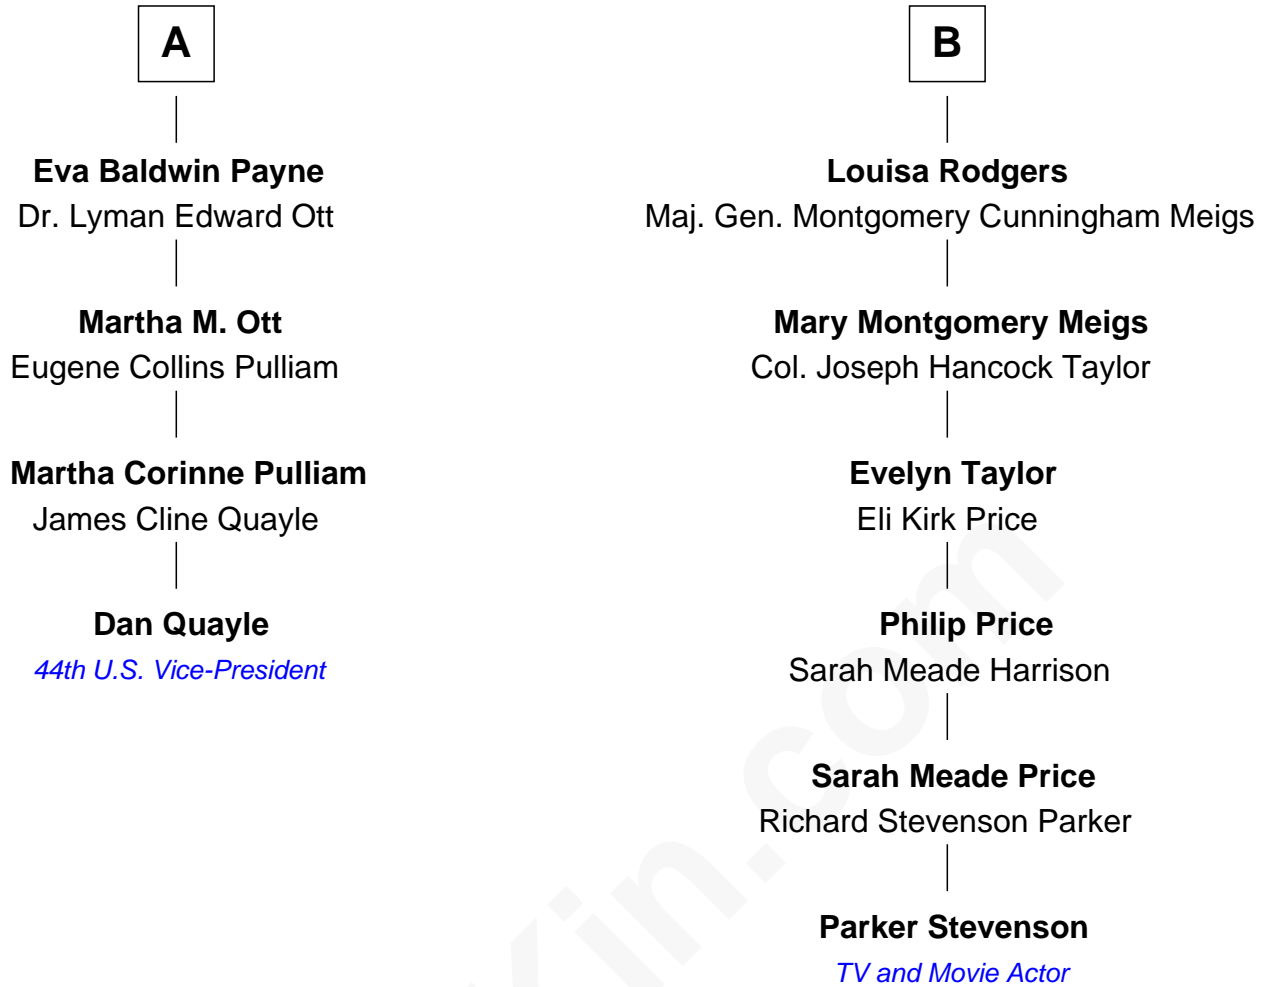 A
Eva Baldwin Payne
Dr. Lyman Edward Ott
Martha M. Ott
Eugene Collins Pulliam
Martha Corinne Pulliam
James Cline Quayle
Dan Quayle
44th U.S. Vice-President
B
Louisa Rodgers
Maj. Gen. Montgomery Cunningham Meigs
Mary Montgomery Meigs
Col. Joseph Hancock Taylor
Evelyn Taylor
Eli Kirk Price
Philip Price
Sarah Meade Harrison
Sarah Meade Price
Richard Stevenson Parker
Parker Stevenson
TV and Movie Actor
Kin.com